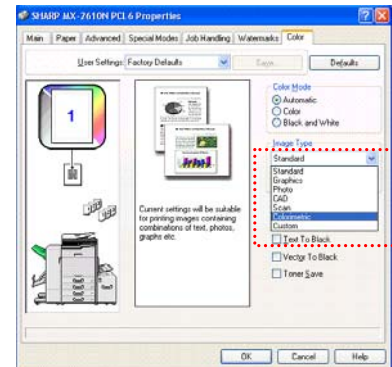 SHARP MX-2610N PCL6 Properties
Main Paper Advanced Special Modes Job Handling Watermarks Color
User Settings: Factory Defaults Save... Defaults
1
Current settings will be suitable
for printing images containing
combinations of text, photos,
graphs etc.
Color Mode
Automatic
Color
Black and White
Image Type
Standard
Standard
Graphics
Photo
CAD
Scan
Colorimetric
Custom
Text To Black
Vector To Black
Toner Save
OK Cancel Help